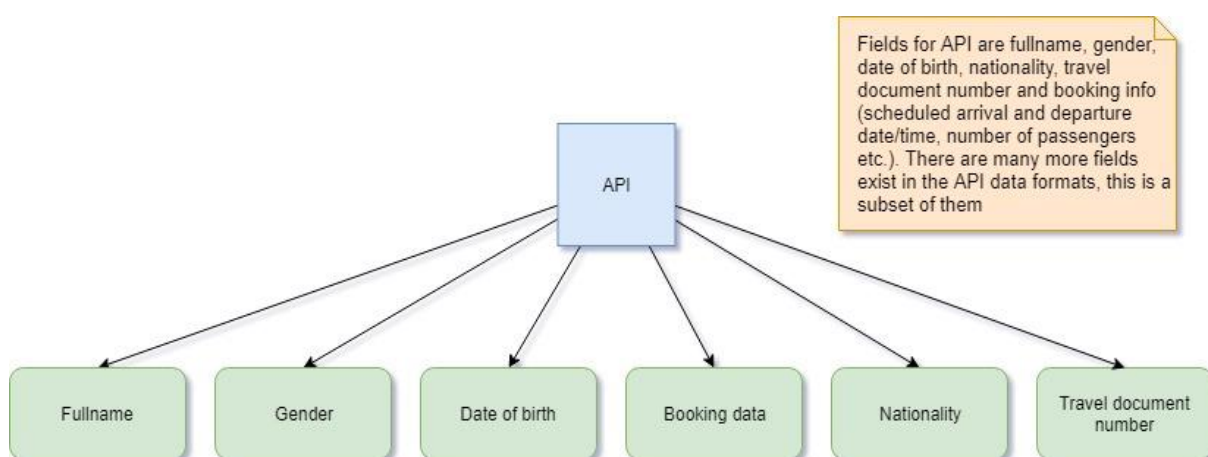 Fields for API are fullname, gender,
date of birth, nationality, travel
document number and booking info
(scheduled arrival and departure
date/time, number of passengers
etc.). There are many more fields
exist in the API data formats, this is a
subset of them
API
Fullname
Gender
Date of birth
Booking data
Nationality
Travel document
number